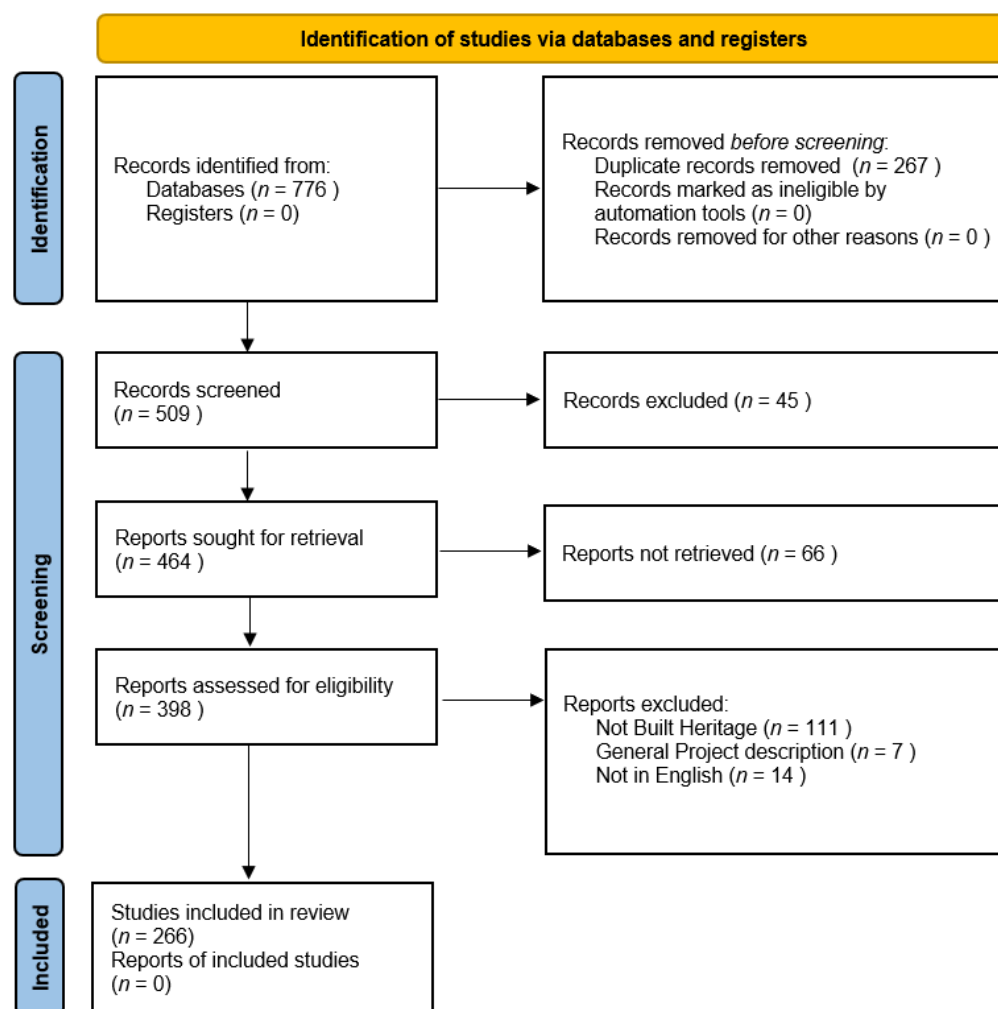 Identification of studies via databases and registers
Identification
Records identified from:
Databases (n = 776 )
Registers (n = 0)
Records removed before screening:
Duplicate records removed  (n = 267 )
Records marked as ineligible by
automation tools (n = 0)
Records removed for other reasons (n = 0 )
Screening
Records screened
(n = 509 )
Records excluded (n = 45 )
Reports sought for retrieval
(n = 464 )
Reports not retrieved (n = 66 )
Reports assessed for eligibility
(n = 398 )
Reports excluded:
Not Built Heritage (n = 111 )
General Project description (n = 7 )
Not in English (n = 14 )
Included
Studies included in review
(n = 266)
Reports of included studies
(n = 0)